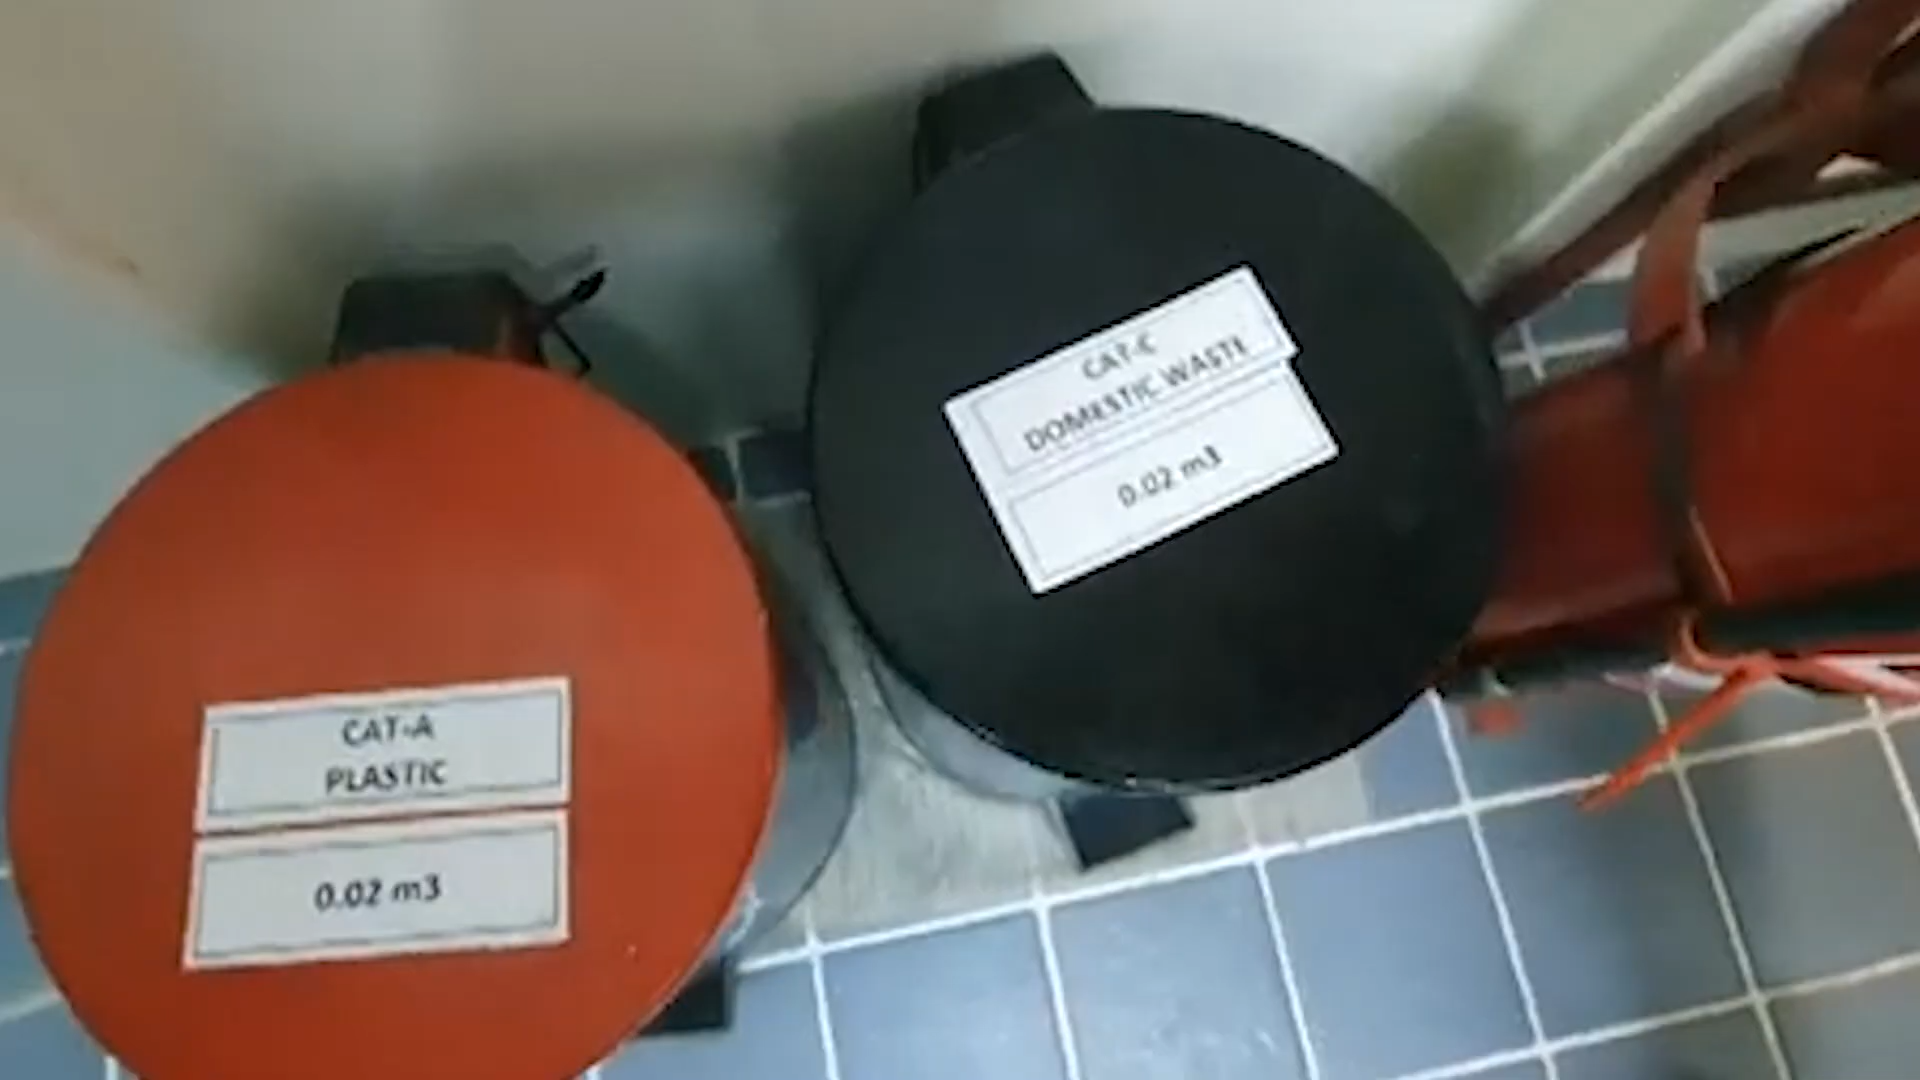 CAT-A
PLASTIC
0.02 m3
CAT-C
DOMESTIC WASTE
0.02 m3